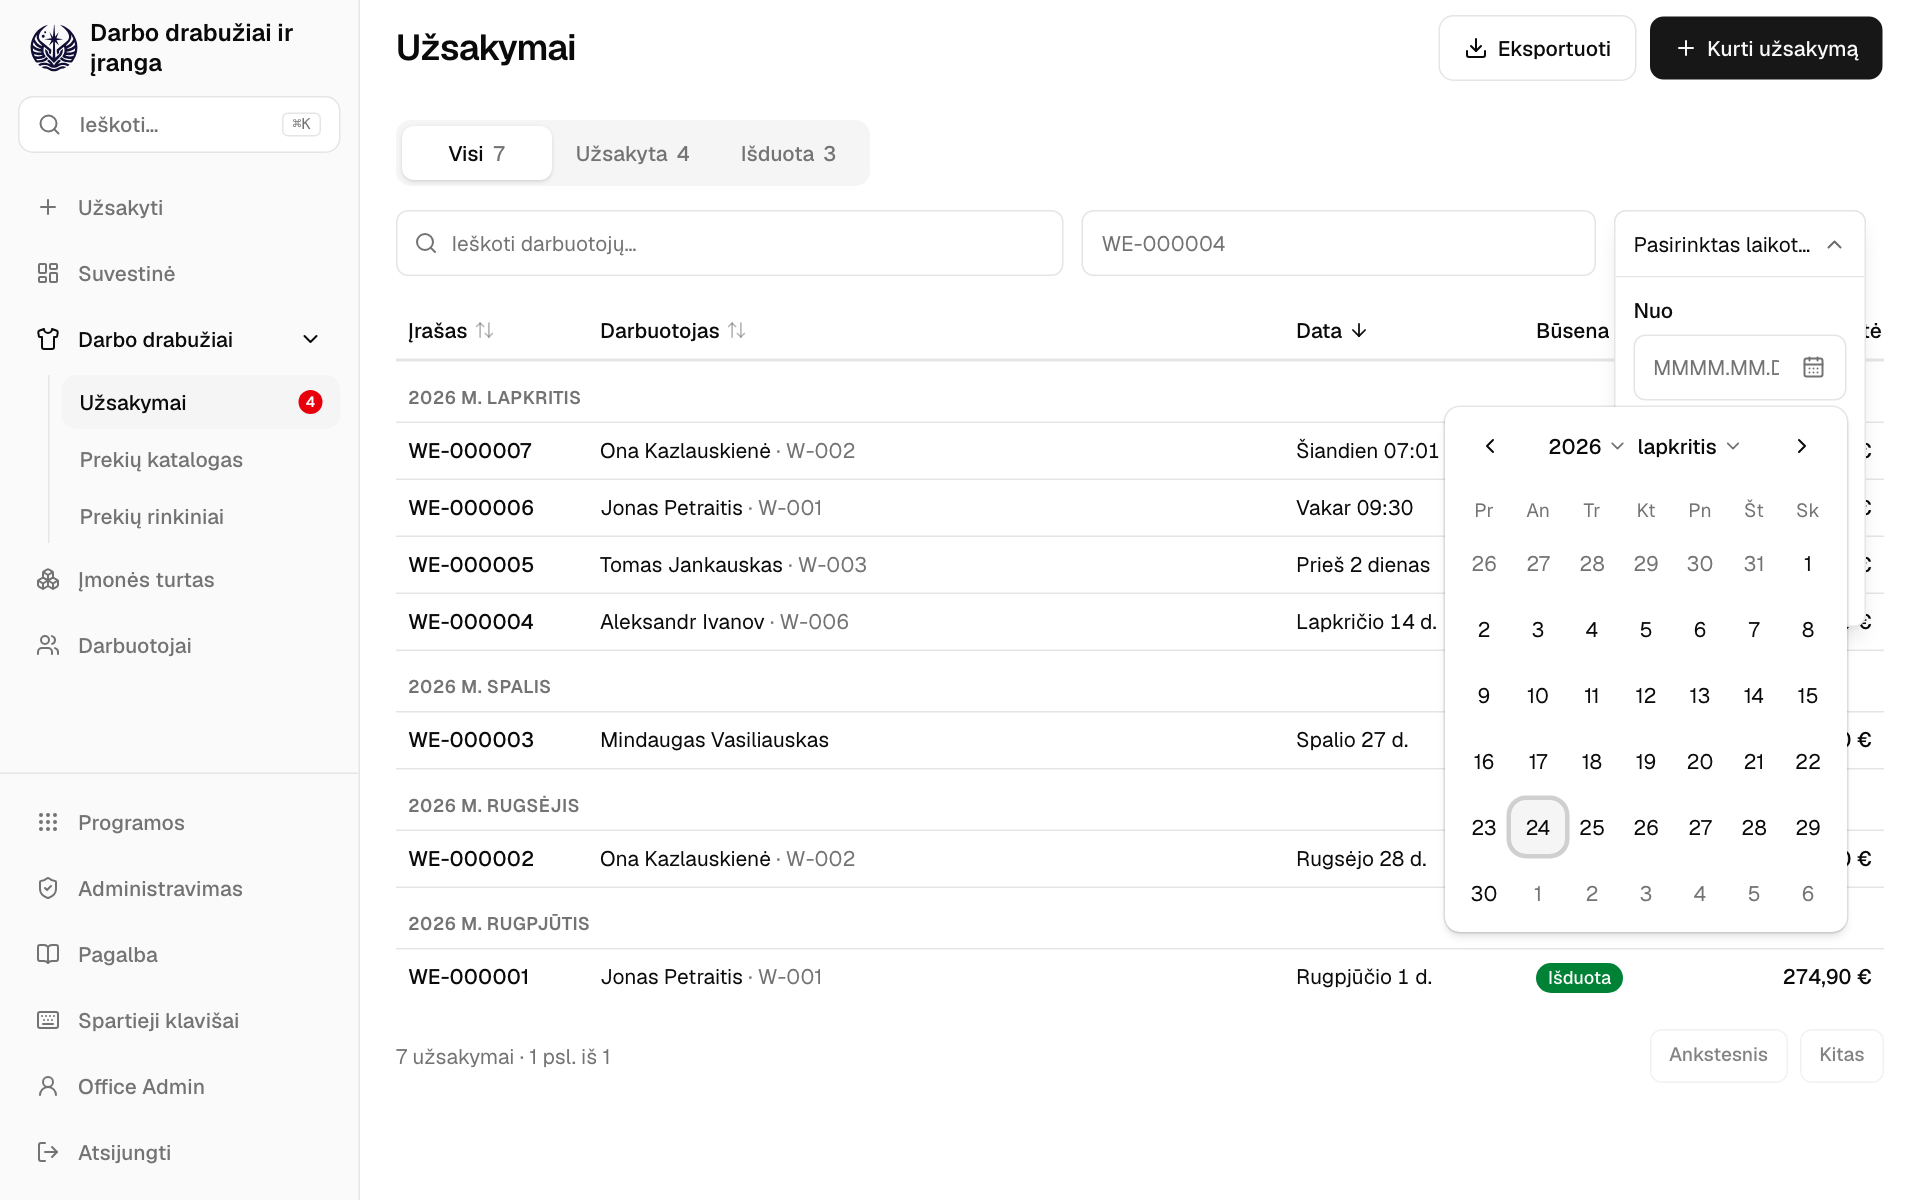 Darbo drabužiai ir
įranga
Ieškoti...
⌘K
Užsakyti
Suvestinė
Darbo drabužiai
Užsakymai 4
Prekių katalogas
Prekių rinkiniai
Įmonės turtas
Darbuotojai
Programos
Administravimas
Pagalba
Spartieji klavišai
Office Admin
Atsijungti
Užsakymai
Eksportuoti
Kurti užsakymą
Visi 7
Užsakyta 4
Išduota 3
Ieškoti darbuotojų...
WE-000004
Pasirinktas laikot...
Nuo
MMMM.MM.D
Įrašas Darbuotojas Data Būsena tė
2026 M. LAPKRITIS
WE-000007 Ona Kazlauskienė · W-002 Šiandien 07:01 €
WE-000006 Jonas Petraitis · W-001 Vakar 09:30 €
WE-000005 Tomas Jankauskas · W-003 Prieš 2 dienas €
WE-000004 Aleksandr Ivanov · W-006 Lapkričio 14 d. €
2026 M. SPALIS
WE-000003 Mindaugas Vasiliauskas Spalio 27 d. €
2026 M. RUGSĖJIS
WE-000002 Ona Kazlauskienė · W-002 Rugsėjo 28 d. €
2026 M. RUGPJŪTIS
WE-000001 Jonas Petraitis · W-001 Rugpjūčio 1 d. Išduota 274,90 €
2026 lapkritis
Pr An Tr Kt Pn Št Sk
26 27 28 29 30 31 1
2 3 4 5 6 7 8
9 10 11 12 13 14 15
16 17 18 19 20 21 22
23 24 25 26 27 28 29
30 1 2 3 4 5 6
7 užsakymai · 1 psl. iš 1
Ankstesnis
Kitas